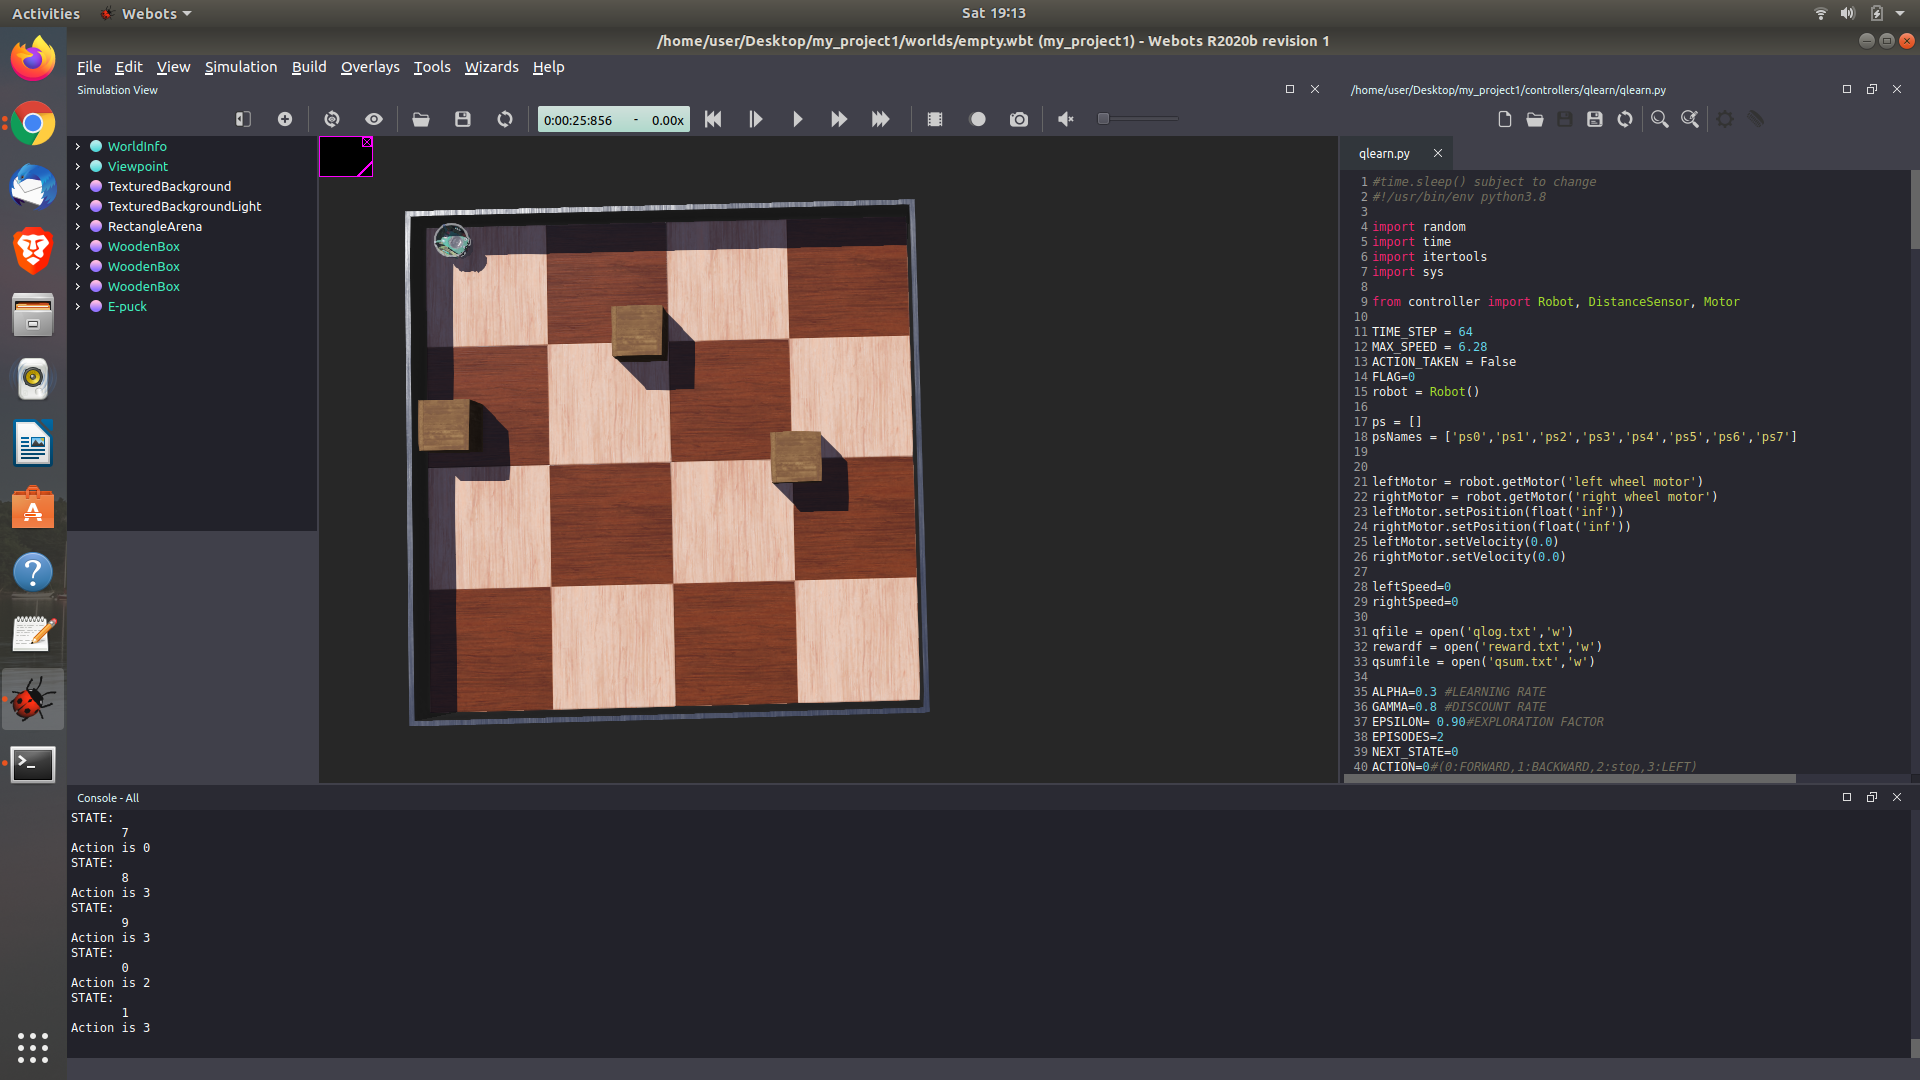 Activities
Webots
Sat 19:13
/home/user/Desktop/my_project1/worlds/empty.wbt (my_project1) - Webots R2020b revision 1
File Edit View Simulation Build Overlays Tools Wizards Help
Simulation View
0:00:25:856 - 0.00x
WorldInfo
Viewpoint
TexturedBackground
TexturedBackgroundLight
RectangleArena
WoodenBox
WoodenBox
WoodenBox
E-puck
/home/user/Desktop/my_project1/controllers/qlearn/qlearn.py
qlearn.py
1 #time.sleep() subject to change
2 #!/usr/bin/env python3.8
3
4 import random
5 import time
6 import itertools
7 import sys
8
9 from controller import Robot, DistanceSensor, Motor
10
11 TIME_STEP = 64
12 MAX_SPEED = 6.28
13 ACTION_TAKEN = False
14 FLAG=0
15 robot = Robot()
16
17 ps = []
18 psNames = ['ps0','ps1','ps2','ps3','ps4','ps5','ps6','ps7']
19
20
21 leftMotor = robot.getMotor('left wheel motor')
22 rightMotor = robot.getMotor('right wheel motor')
23 leftMotor.setPosition(float('inf'))
24 rightMotor.setPosition(float('inf'))
25 leftMotor.setVelocity(0.0)
26 rightMotor.setVelocity(0.0)
27
28 leftSpeed=0
29 rightSpeed=0
30
31 qfile = open('qlog.txt','w')
32 rewardf = open('reward.txt','w')
33 qsumfile = open('qsum.txt','w')
34
35 ALPHA=0.3 #LEARNING RATE
36 GAMMA=0.8 #DISCOUNT RATE
37 EPSILON= 0.90#EXPLORATION FACTOR
38 EPISODES=2
39 NEXT_STATE=0
40 ACTION=0#(0:FORWARD,1:BACKWARD,2:stop,3:LEFT)
Console - All
STATE:
7
Action is 0
STATE:
8
Action is 3
STATE:
9
Action is 3
STATE:
0
Action is 2
STATE:
1
Action is 3